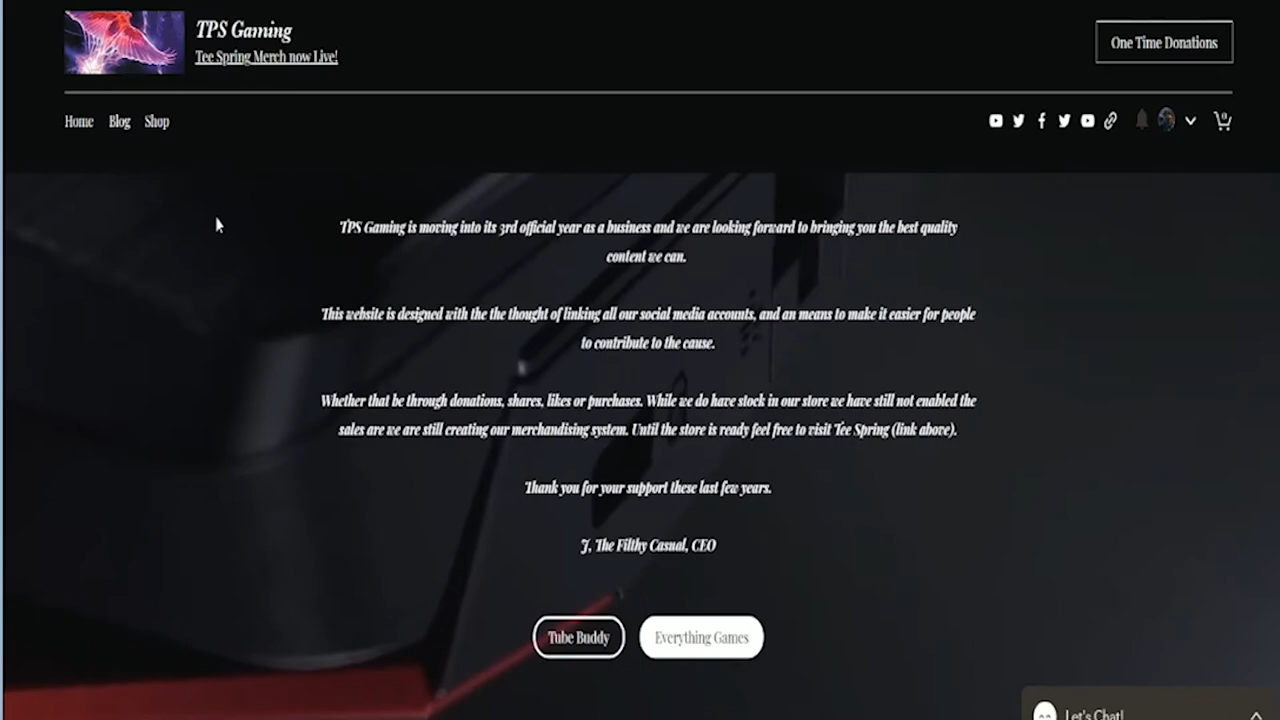 TPS Gaming
Tee Spring Merch now Live!
One Time Donations
Home Blog Shop
0
TPS Gaming is moving into its 3rd official year as a business and we are looking forward to bringing you the best quality
content we can.
This website is designed with the the thought of linking all our social media accounts, and an means to make it easier for people
to contribute to the cause.
Whether that be through donations, shares, likes or purchases. While we do have stock in our store we have still not enabled the
sales are we are still creating our merchandising system. Until the store is ready feel free to visit Tee Spring (link above).
Thank you for your support these last few years.
J, The Filthy Casual, CEO
Tube Buddy Everything Games
Let's Chat!